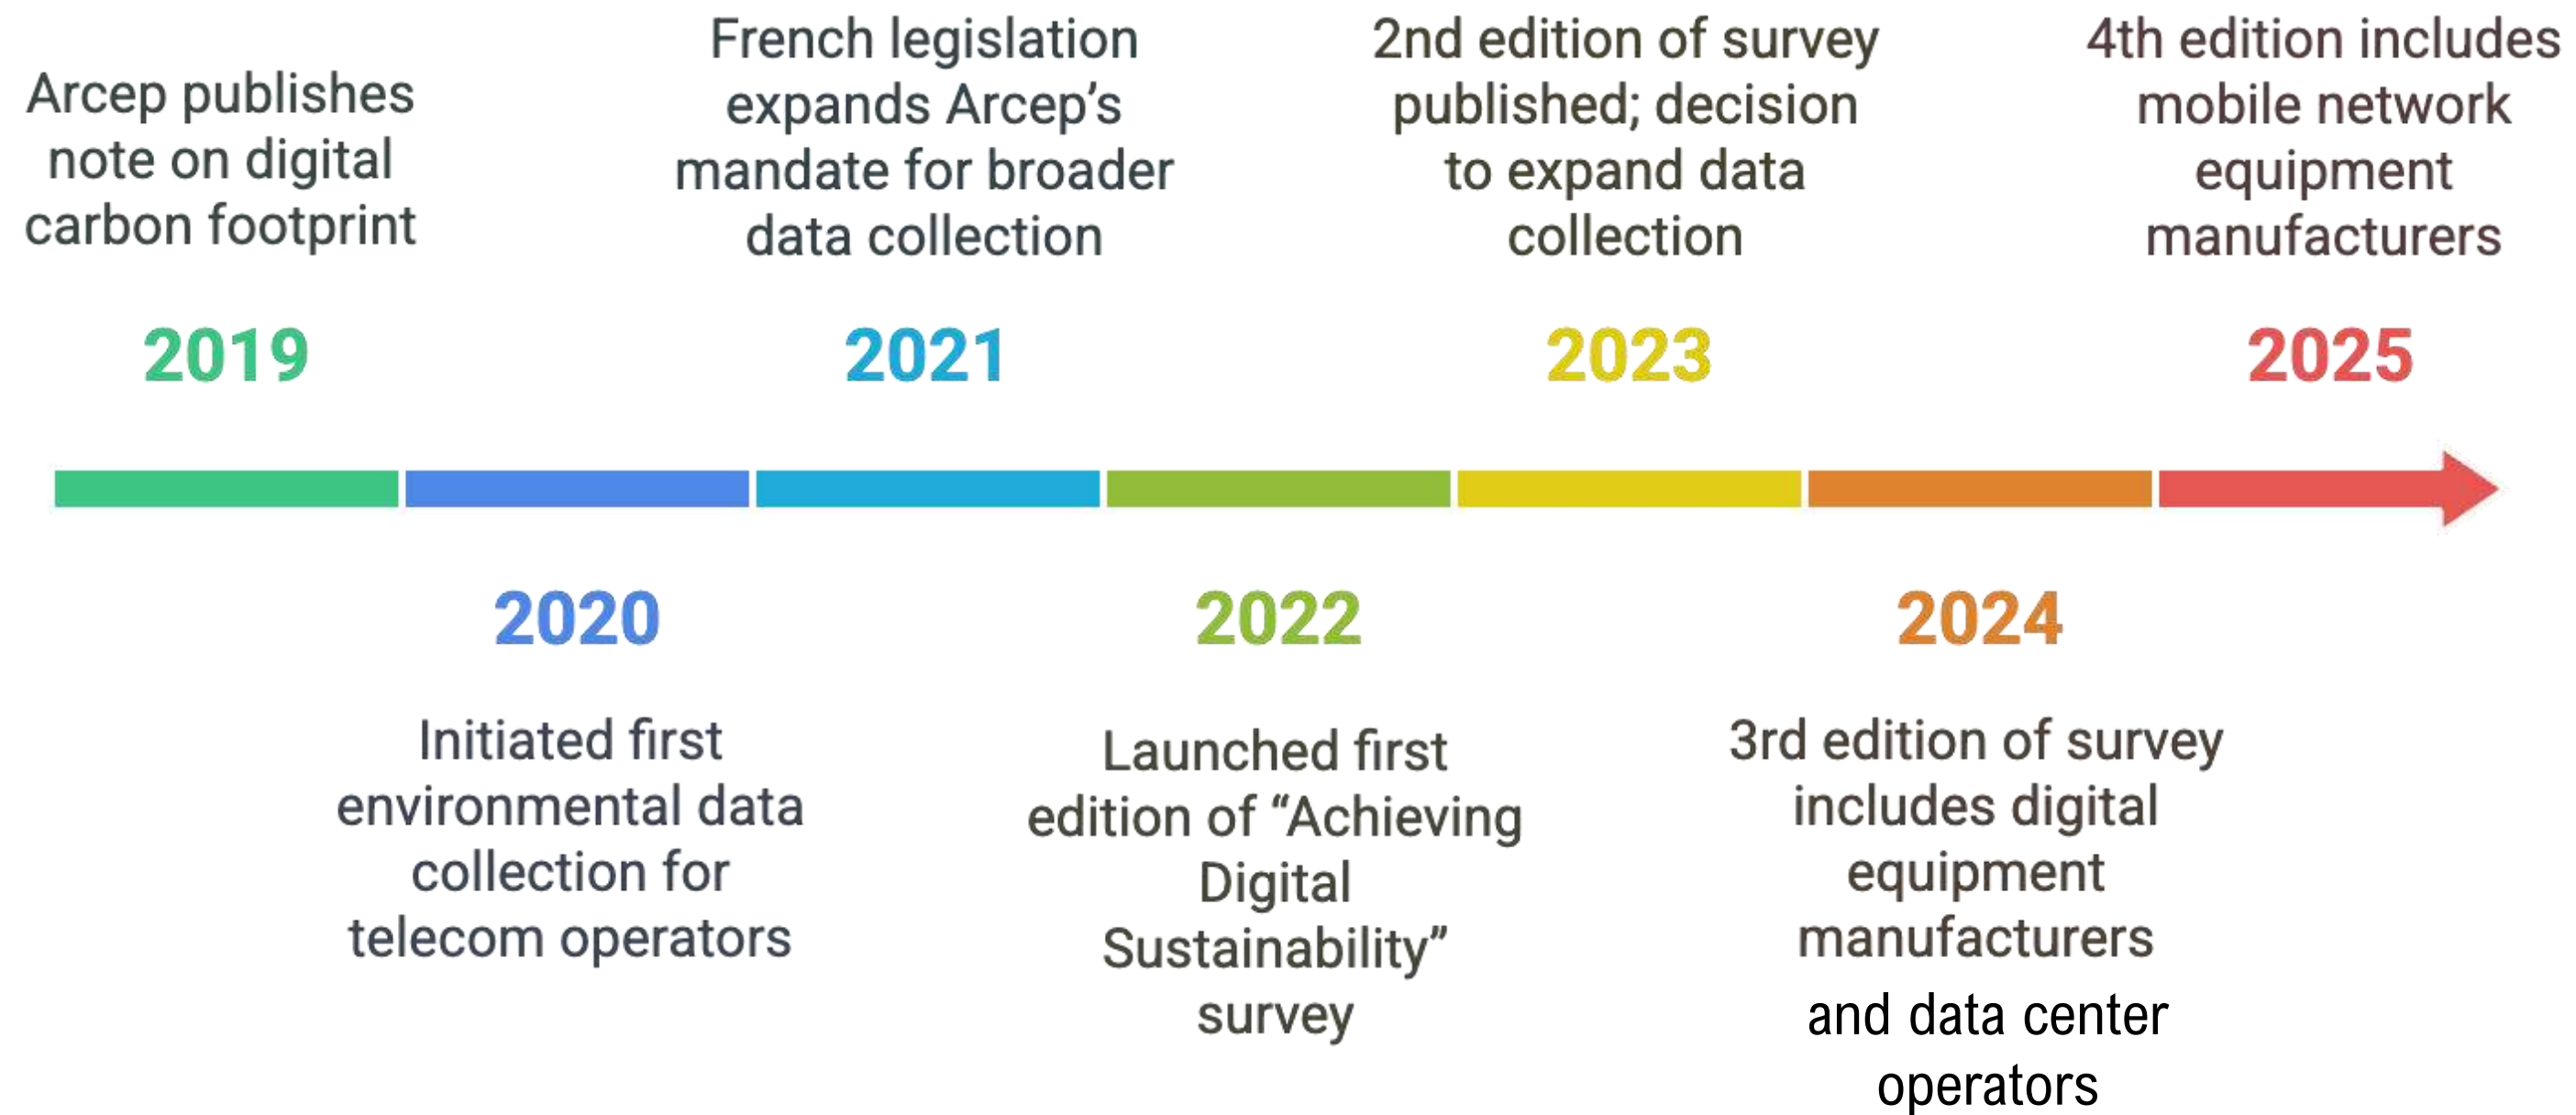 Arcep publishes
note on digital
carbon footprint
2019
French legislation
expands Arcep’s
mandate for broader
data collection
2021
2nd edition of survey
published; decision
to expand data
collection
2023
4th edition includes
mobile network
equipment
manufacturers
2025
2020
Initiated first
environmental data
collection for
telecom operators
2022
Launched first
edition of “Achieving
Digital
Sustainability”
survey
2024
3rd edition of survey
includes digital
equipment
manufacturers
and data center
operators